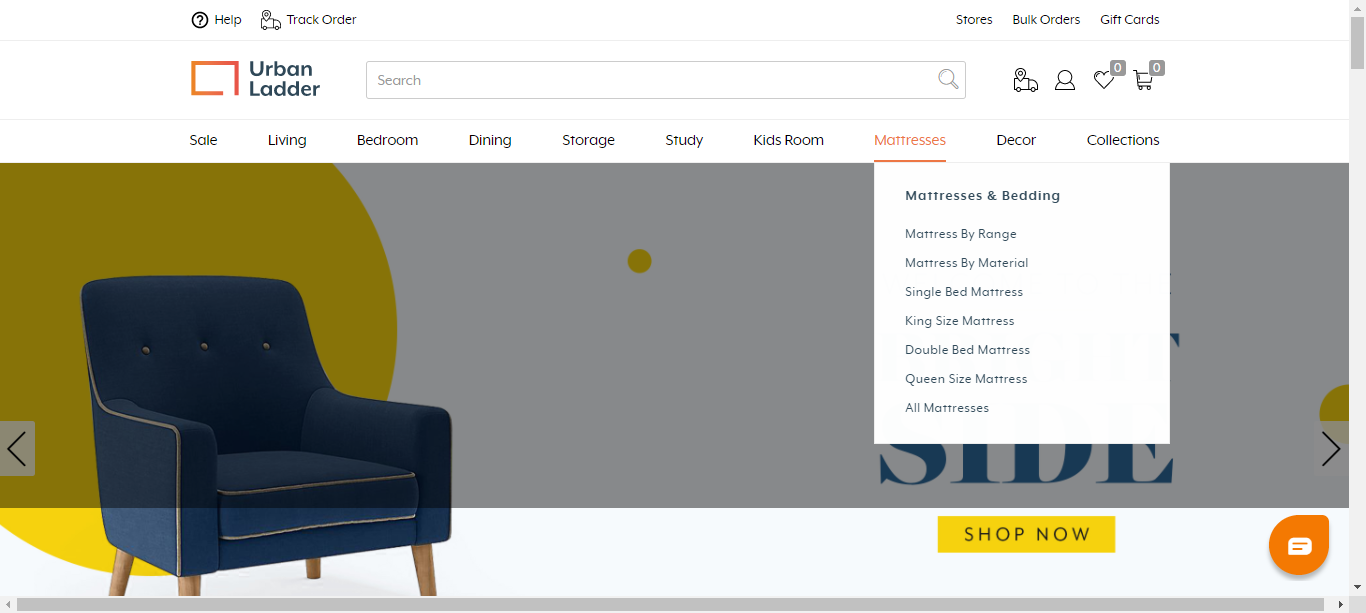 Help Track Order Stores Bulk Orders Gift Cards
Urban
Ladder
Search
0 0
Sale Living Bedroom Dining Storage Study Kids Room Mattresses Decor Collections
Mattresses & Bedding
Mattress By Range
Mattress By Material
Single Bed Mattress
King Size Mattress
Double Bed Mattress
Queen Size Mattress
All Mattresses
SIDE
SHOP NOW